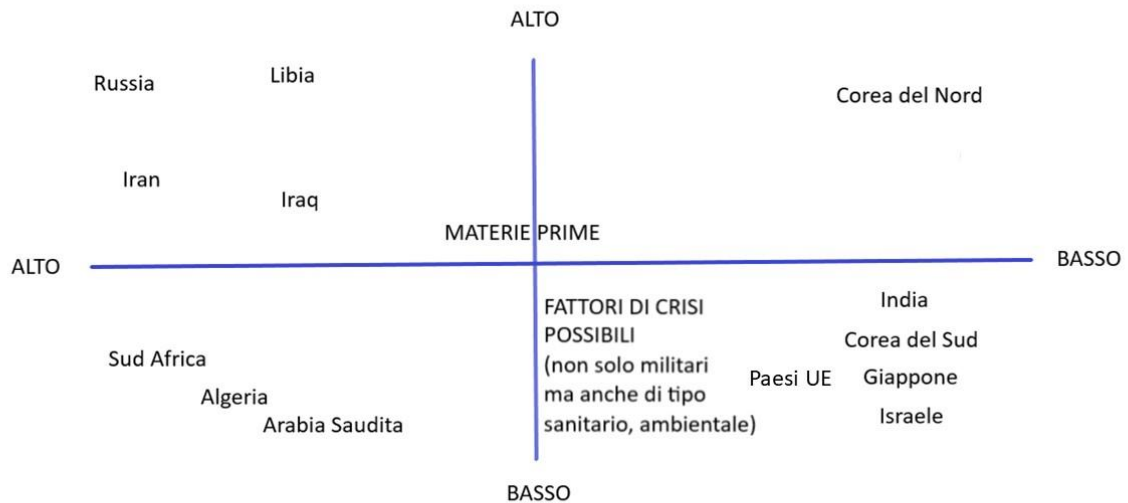 ALTO
Russia
Libia
Corea del Nord
Iran
Iraq
MATERIE PRIME
ALTO
BASSO
FATTORI DI CRISI
POSSIBILI
(non solo militari
ma anche di tipo
sanitario, ambientale)
India
Corea del Sud
Paesi UE
Giappone
Israele
Sud Africa
Algeria
Arabia Saudita
BASSO